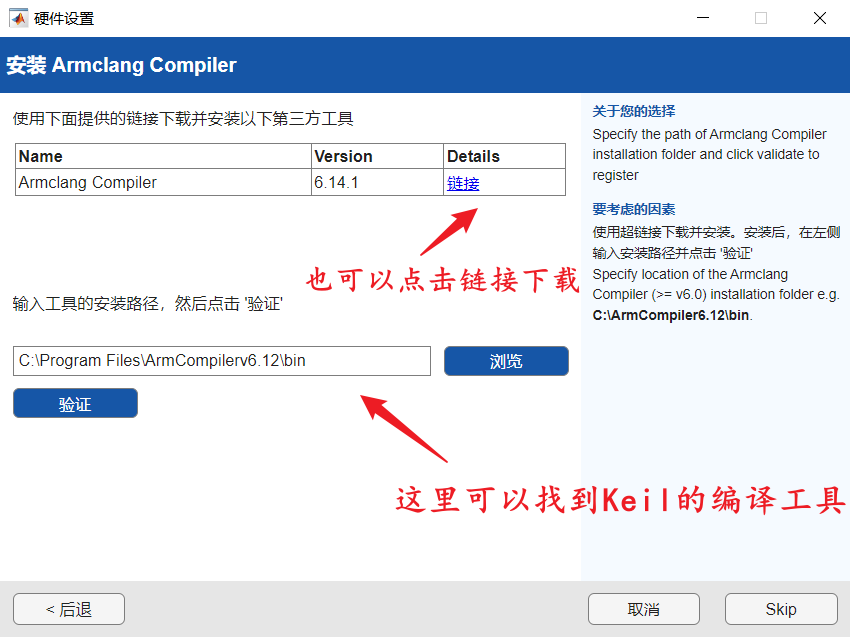 硬件设置
安装 Armclang Compiler
使用下面提供的链接下载并安装以下第三方工具
Name Version Details
Armclang Compiler 6.14.1 链接
也可以点击链接下载
输入工具的安装路径，然后点击 '验证'
C:\Program Files\ArmCompilerv6.12\bin
浏览
验证
这里可以找到Keil的编译工具
关于您的选择
Specify the path of Armclang Compiler
installation folder and click validate to
register
要考虑的因素
使用超链接下载并安装。安装后，在左侧
输入安装路径并点击 '验证'
Specify location of the Armclang
Compiler (>= v6.0) installation folder e.g.
C:\ArmCompiler6.12\bin.
< 后退
取消
Skip